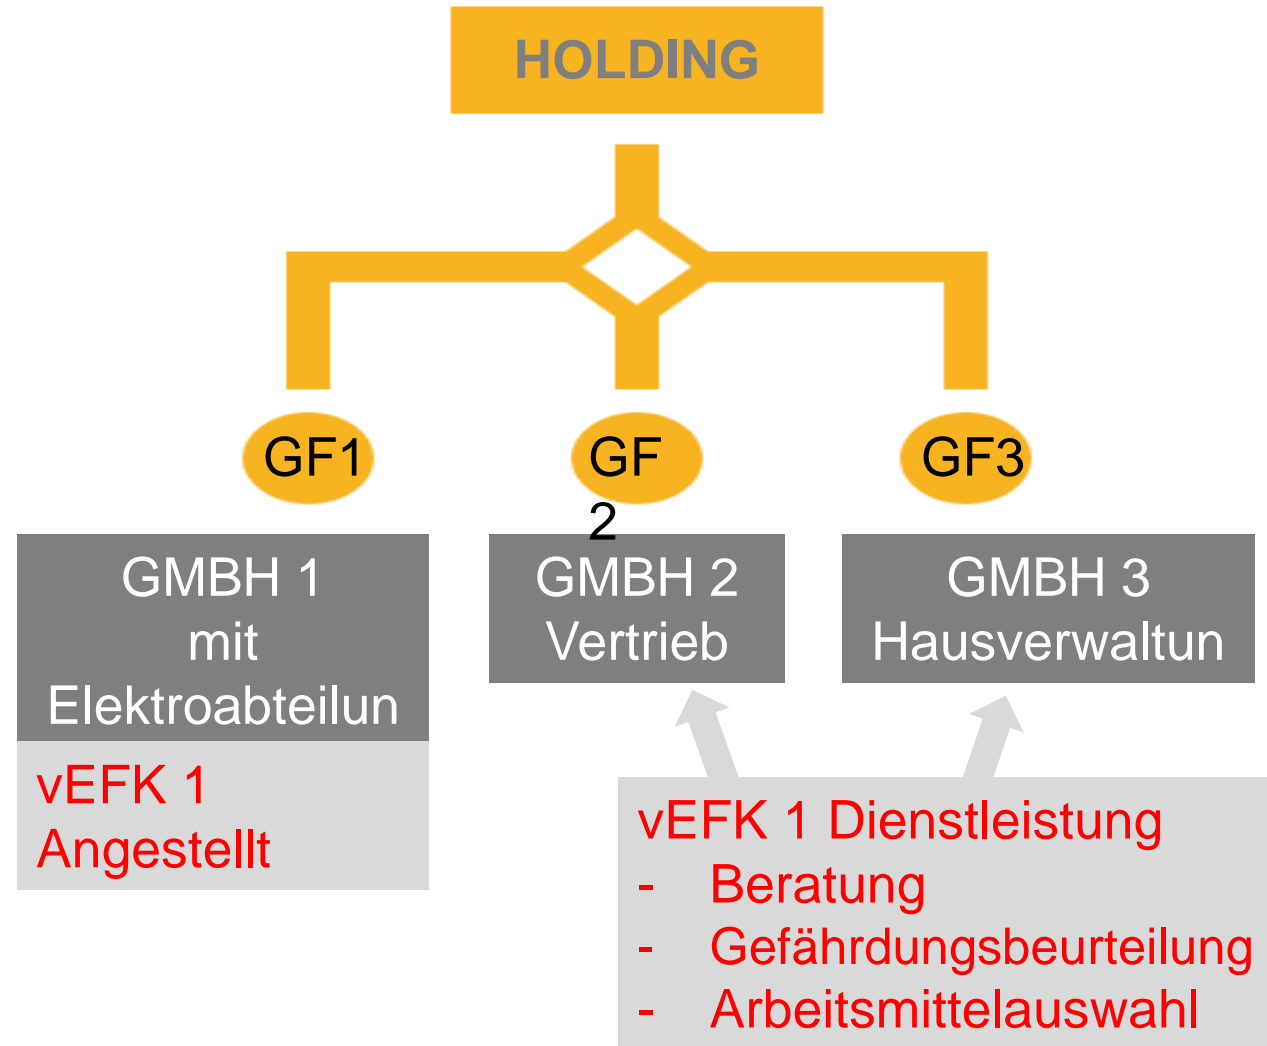 HOLDING
GF1
GF
2
GF3
GMBH 1
mit
Elektroabteilun
GMBH 2
Vertrieb
GMBH 3
Hausverwaltun
vEFK 1
Angestellt
vEFK 1 Dienstleistung
- Beratung
- Gefährdungsbeurteilung
- Arbeitsmittelauswahl